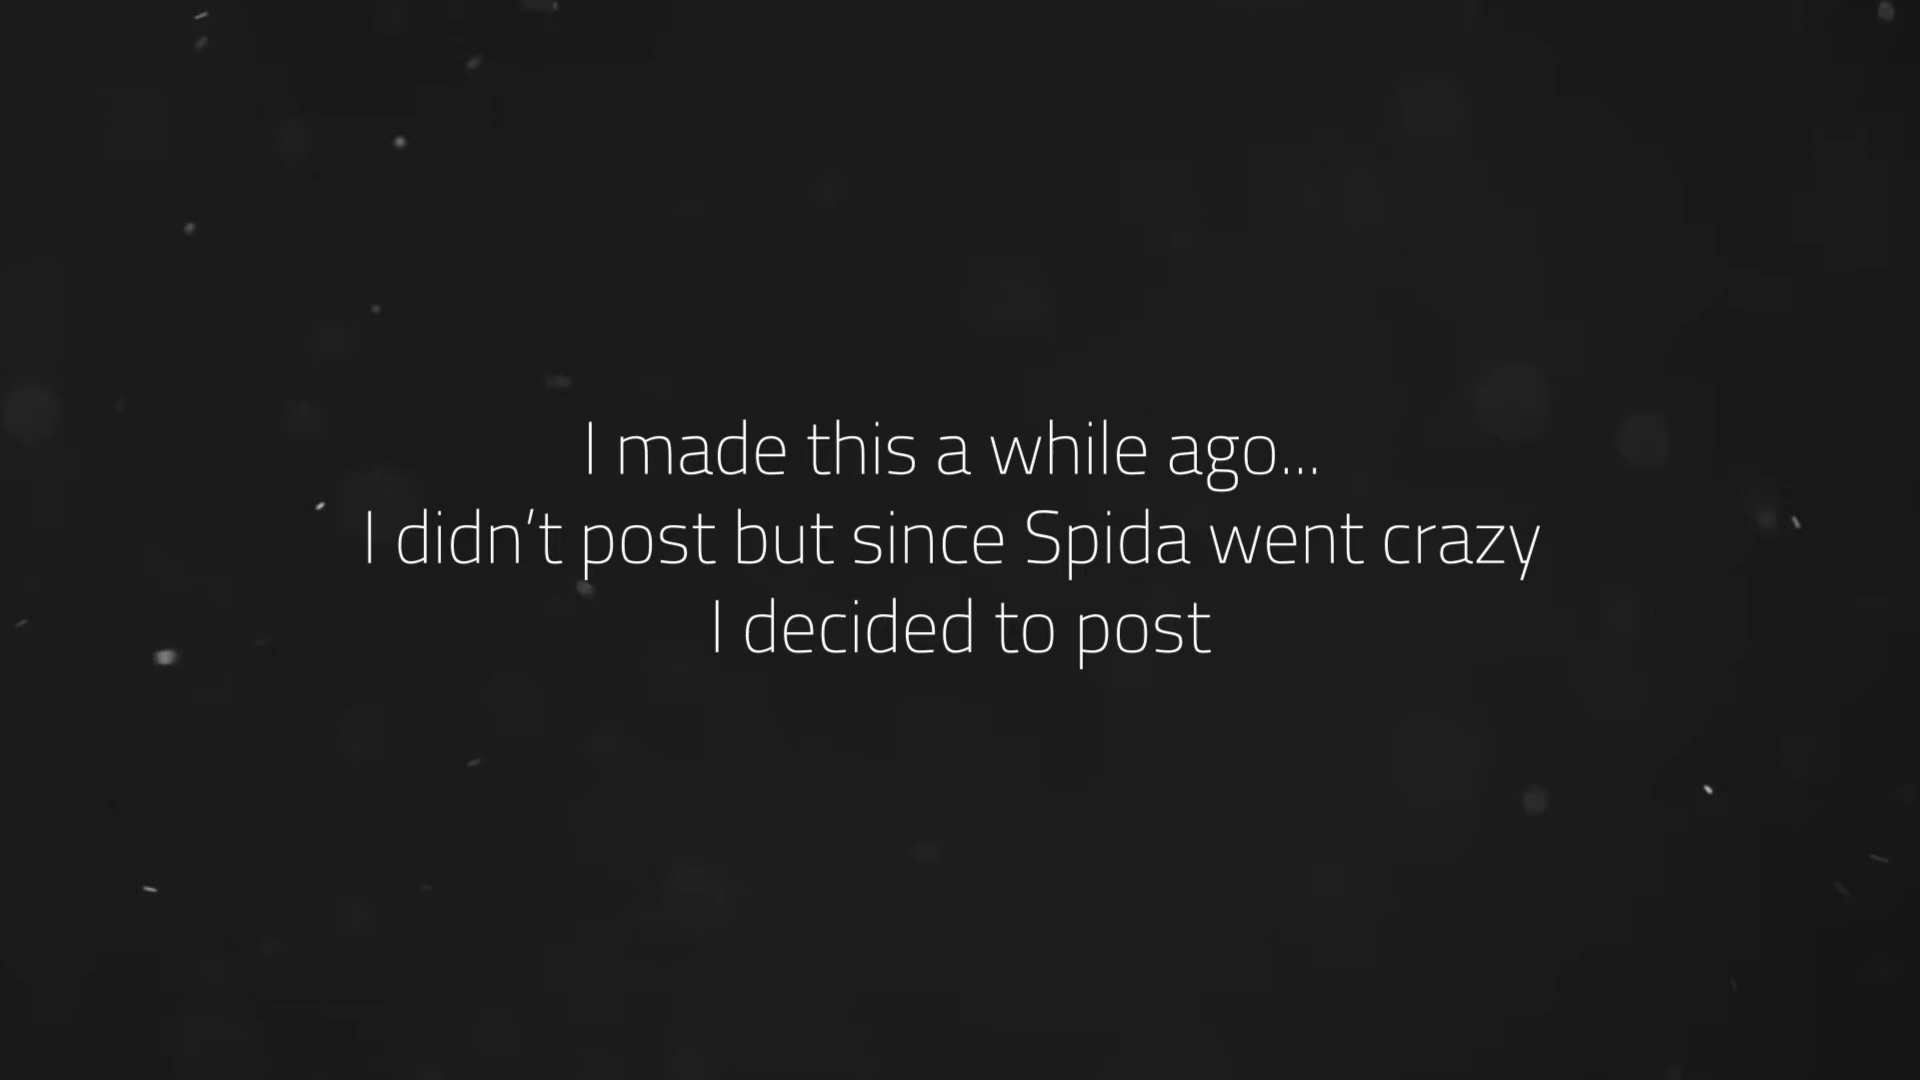 I made this a while ago...
I didn’t post but since Spida went crazy
I decided to post